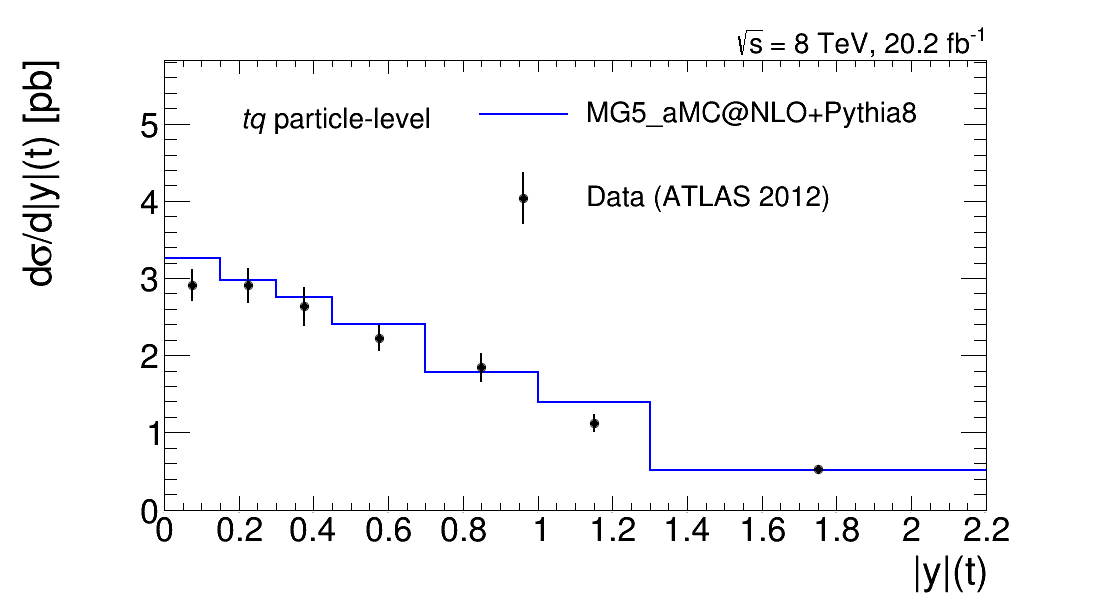 √s = 8 TeV, 20.2 fb⁻¹
dσ/d|y|(t) [pb]
tq particle-level
MG5_aMC@NLO+Pythia8
Data (ATLAS 2012)
5
4
3
2
1
0
0 0.2 0.4 0.6 0.8 1 1.2 1.4 1.6 1.8 2 2.2
|y|(t)